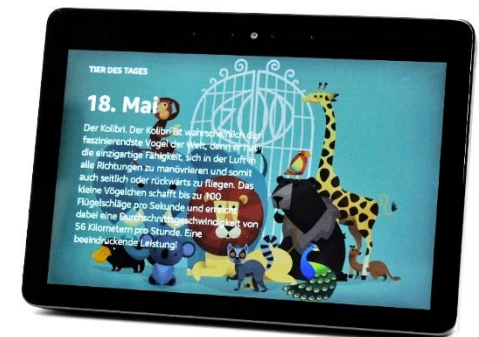 TIER DES TAGES
18. Mai
Der Kolibri. Der Kolibri ist wahrscheinlich der
faszinierendste Vogel der Welt, denn er hat
die einzigartige Fähigkeit, sich in der Luft in
alle Richtungen zu manövrieren und somit
auch seitlich oder rückwärts zu fliegen. Das
kleine Vögelchen schafft bis zu 100
Flügelschläge pro Sekunde und erreicht
dabei eine Durchschnittsgeschwindigkeit von
56 Kilometern pro Stunde. Eine
beeindruckende Leistung!
ZOO